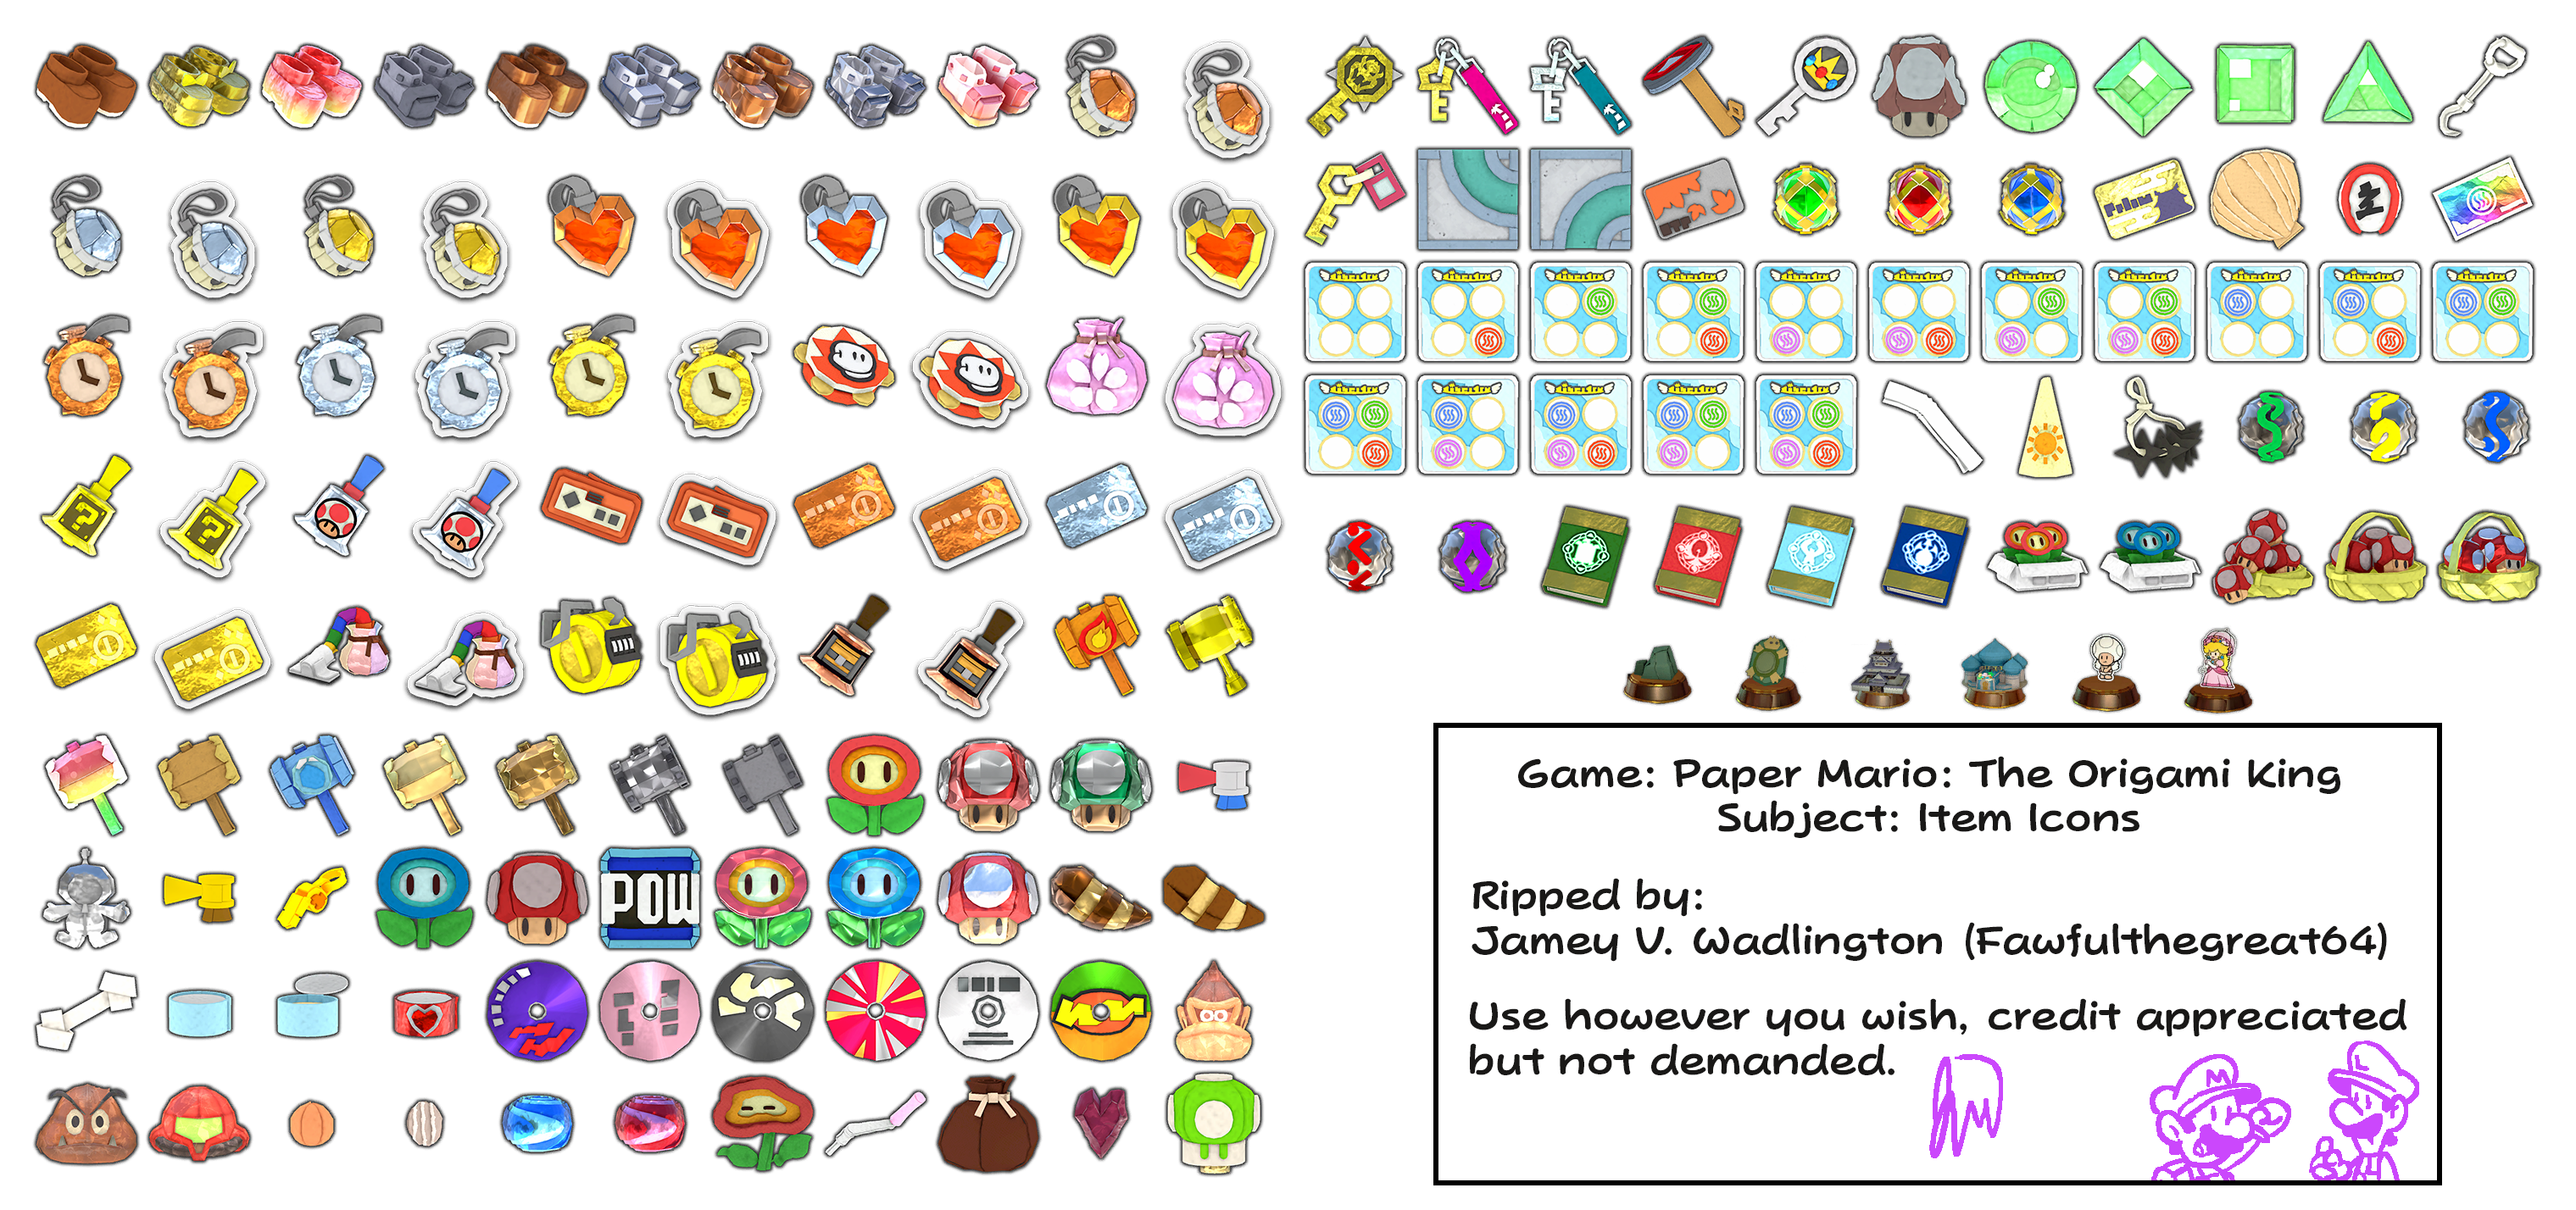 ?
?
POW
Game: Paper Mario: The Origami King
Subject: Item Icons
Ripped by:
Jamey V. Wadlington (Fawfulthegreat64)
Use however you wish, credit appreciated
but not demanded.
M
L